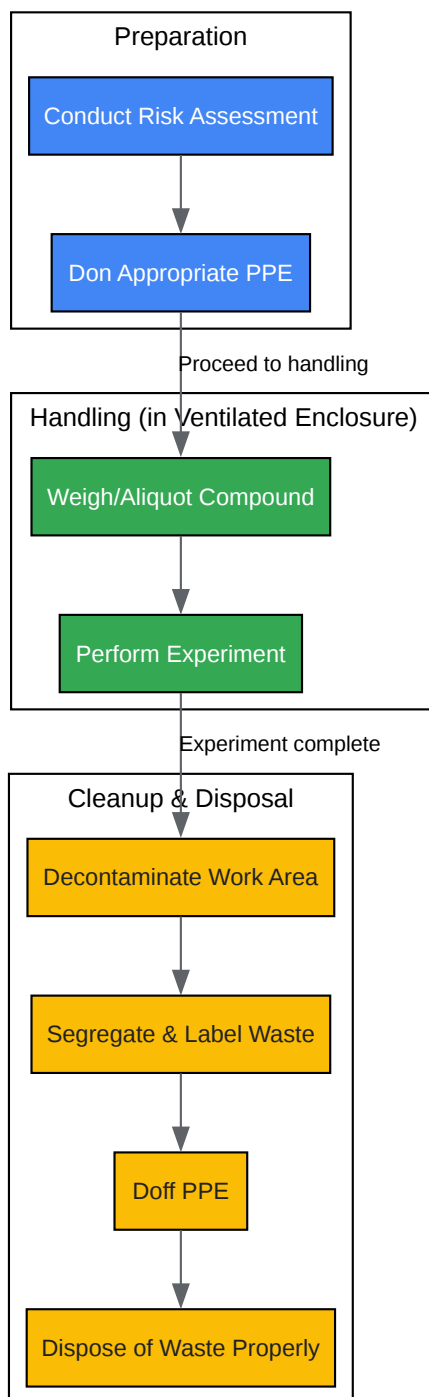 Preparation
Conduct Risk Assessment
Don Appropriate PPE
Proceed to handling
Handling (in Ventilated Enclosure)
Weigh/Aliquot Compound
Perform Experiment
Experiment complete
Cleanup & Disposal
Decontaminate Work Area
Segregate & Label Waste
Doff PPE
Dispose of Waste Properly